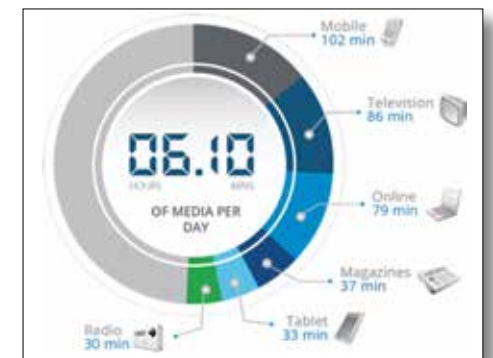 Mobile
102 min
Television
86 min
Online
79 min
Magazines
37 min
Tablet
33 min
Radio
30 min
06.10
HOURS MINS
OF MEDIA PER
DAY